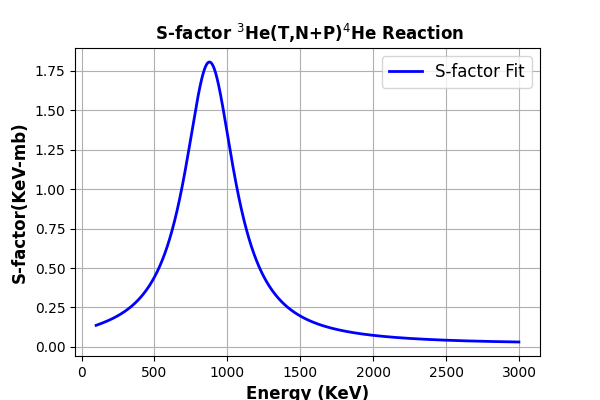 S-factor ³He(T,N+P)⁴He Reaction
S-factor Fit
S-factor(KeV-mb)
1.75
1.50
1.25
1.00
0.75
0.50
0.25
0.00
0 500 1000 1500 2000 2500 3000
Energy (KeV)